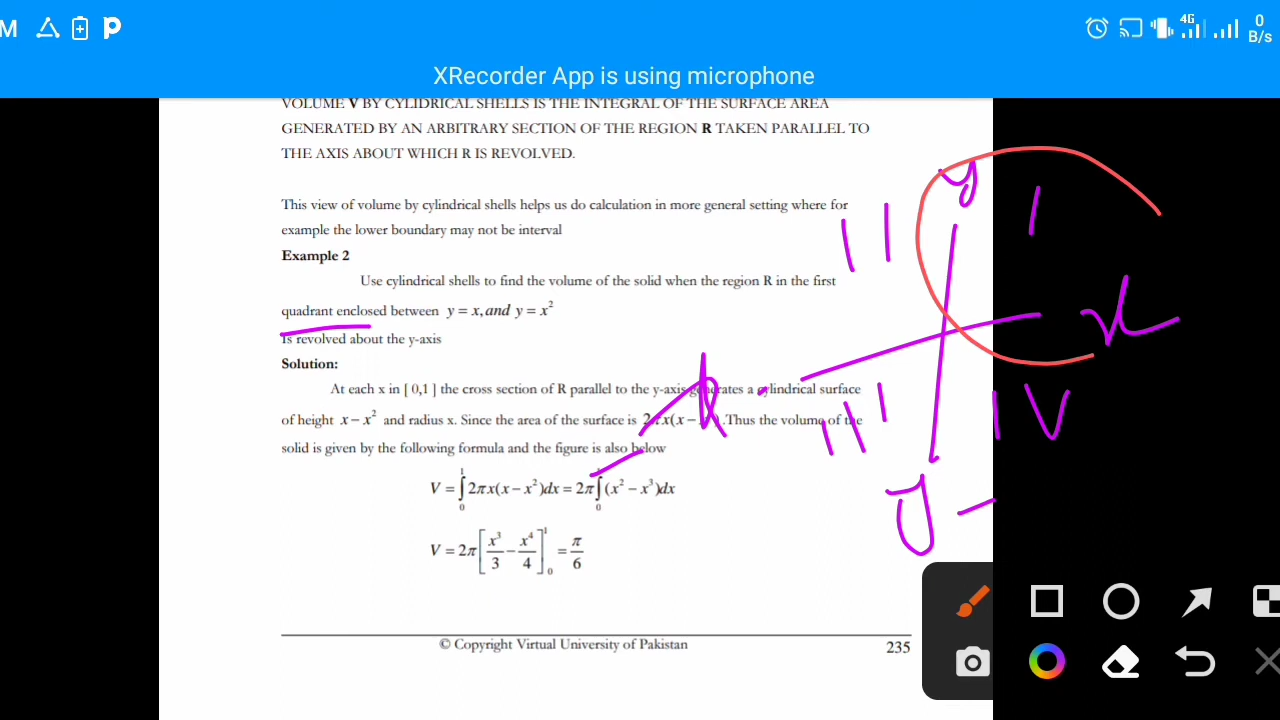 M P 4G 0
B/s
XRecorder App is using microphone
VOLUME V BY CYLIDRICAL SHELLS IS THE INTEGRAL OF THE SURFACE AREA
GENERATED BY AN ARBITRARY SECTION OF THE REGION R TAKEN PARALLEL TO
THE AXIS ABOUT WHICH R IS REVOLVED.
This view of volume by cylindrical shells helps us do calculation in more general setting where for
example the lower boundary may not be interval
Example 2
Use cylindrical shells to find the volume of the solid when the region R in the first
quadrant enclosed between y = x, and y = x²
Is revolved about the y-axis
Solution:
At each x in [ 0,1 ] the cross section of R parallel to the y-axis generates a cylindrical surface
of height x − x² and radius x. Since the area of the surface is 2πx(x − x²) .Thus the volume of the
solid is given by the following formula and the figure is also below
V = ∫₀¹ 2πx(x − x²)dx = 2π ∫₀¹ (x² − x³)dx
V = 2π [x³/3 − x⁴/4]₀¹ = π/6
© Copyright Virtual University of Pakistan 235
y
I
II
x
III
IV
y-